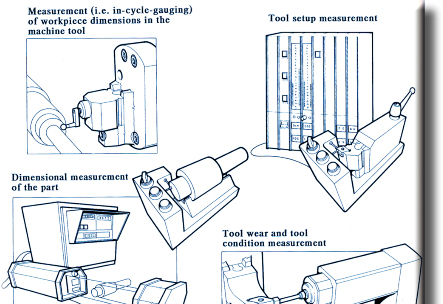 Measurement (i.e. in-cycle-gauging)
of workpiece dimensions in the
machine tool
Tool setup measurement
Dimensional measurement
of the part
Tool wear and tool
condition measurement